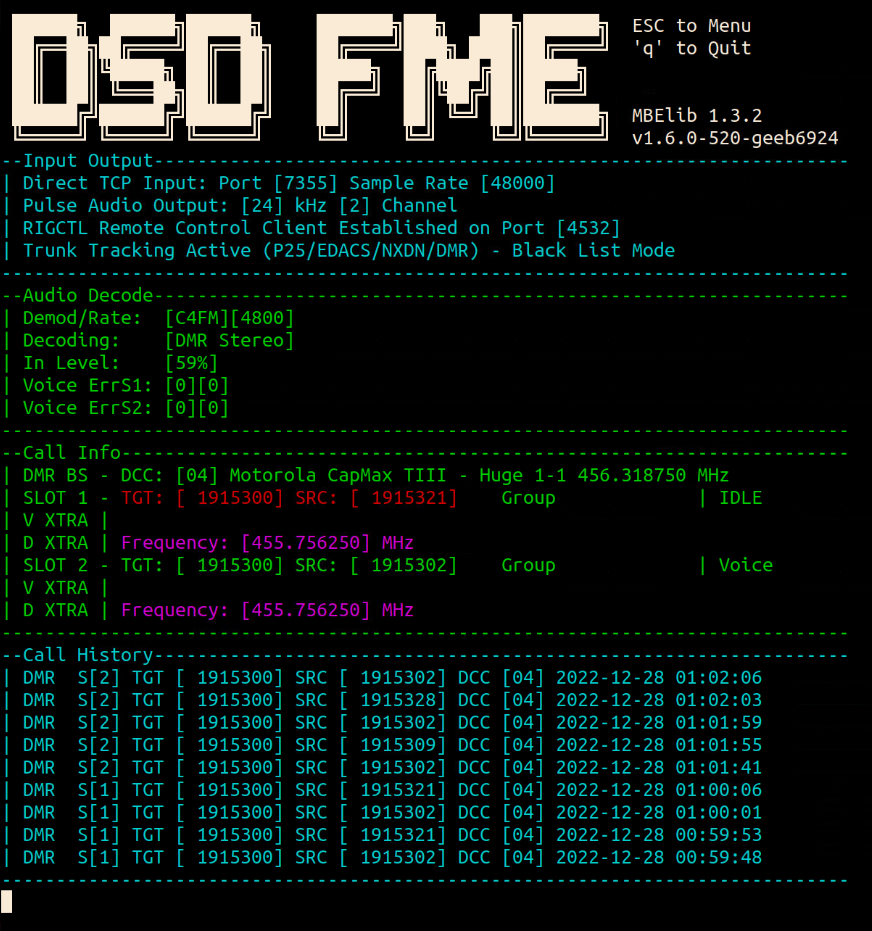 DSD FME
ESC to Menu
'q' to Quit
MBElib 1.3.2
v1.6.0-520-geeb6924
--Input Output----------------------------------------------------------------
| Direct TCP Input: Port [7355] Sample Rate [48000]
| Pulse Audio Output: [24] kHz [2] Channel
| RIGCTL Remote Control Client Established on Port [4532]
| Trunk Tracking Active (P25/EDACS/NXDN/DMR) - Black List Mode
------------------------------------------------------------------------------
--Audio Decode----------------------------------------------------------------
| Demod/Rate:  [C4FM][4800]
| Decoding:    [DMR Stereo]
| In Level:    [59%]
| Voice ErrS1: [0][0]
| Voice ErrS2: [0][0]
------------------------------------------------------------------------------
--Call Info-------------------------------------------------------------------
| DMR BS - DCC: [04] Motorola CapMax TIII - Huge 1-1 456.318750 MHz
| SLOT 1 - TGT: [ 1915300] SRC: [ 1915321]    Group             | IDLE
| V XTRA |
| D XTRA | Frequency: [455.756250] MHz
| SLOT 2 - TGT: [ 1915300] SRC: [ 1915302]    Group             | Voice
| V XTRA |
| D XTRA | Frequency: [455.756250] MHz
------------------------------------------------------------------------------
--Call History----------------------------------------------------------------
| DMR  S[2] TGT [ 1915300] SRC [ 1915302] DCC [04] 2022-12-28 01:02:06
| DMR  S[2] TGT [ 1915300] SRC [ 1915328] DCC [04] 2022-12-28 01:02:03
| DMR  S[2] TGT [ 1915300] SRC [ 1915302] DCC [04] 2022-12-28 01:01:59
| DMR  S[2] TGT [ 1915300] SRC [ 1915309] DCC [04] 2022-12-28 01:01:55
| DMR  S[2] TGT [ 1915300] SRC [ 1915302] DCC [04] 2022-12-28 01:01:41
| DMR  S[1] TGT [ 1915300] SRC [ 1915321] DCC [04] 2022-12-28 01:00:06
| DMR  S[1] TGT [ 1915300] SRC [ 1915302] DCC [04] 2022-12-28 01:00:01
| DMR  S[1] TGT [ 1915300] SRC [ 1915321] DCC [04] 2022-12-28 00:59:53
| DMR  S[1] TGT [ 1915300] SRC [ 1915302] DCC [04] 2022-12-28 00:59:48
------------------------------------------------------------------------------